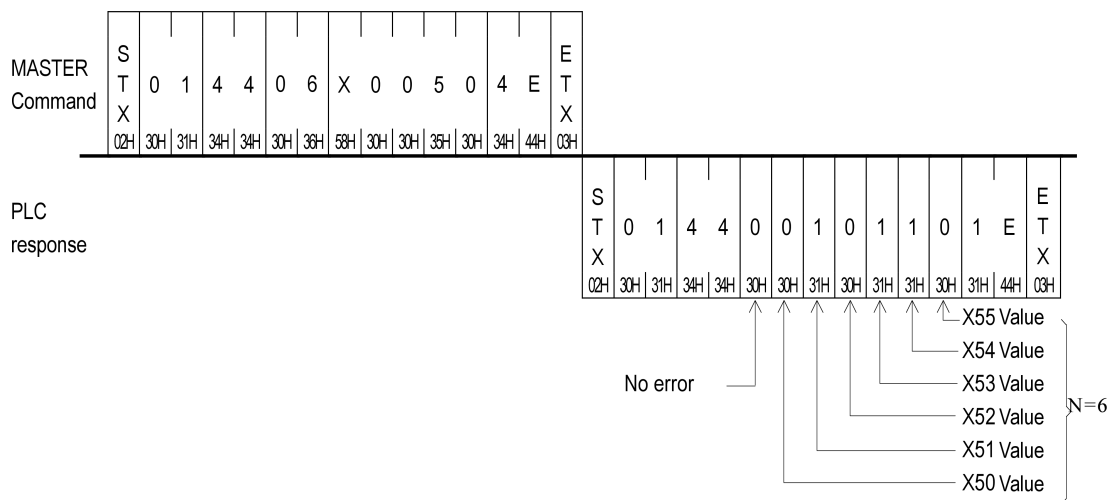 MASTER
Command
S T X 0 1 4 4 0 6 X 0 0 5 0 4 E E T X
02H 30H 31H 34H 34H 30H 36H 58H 30H 30H 35H 30H 34H 44H 03H
PLC
response
S T X 0 1 4 4 0 0 1 0 1 1 0 1 E E T X
02H 30H 31H 34H 34H 30H 30H 31H 30H 31H 31H 30H 31H 44H 03H
X55 Value
X54 Value
No error
X53 Value
N=6
X52 Value
X51 Value
X50 Value